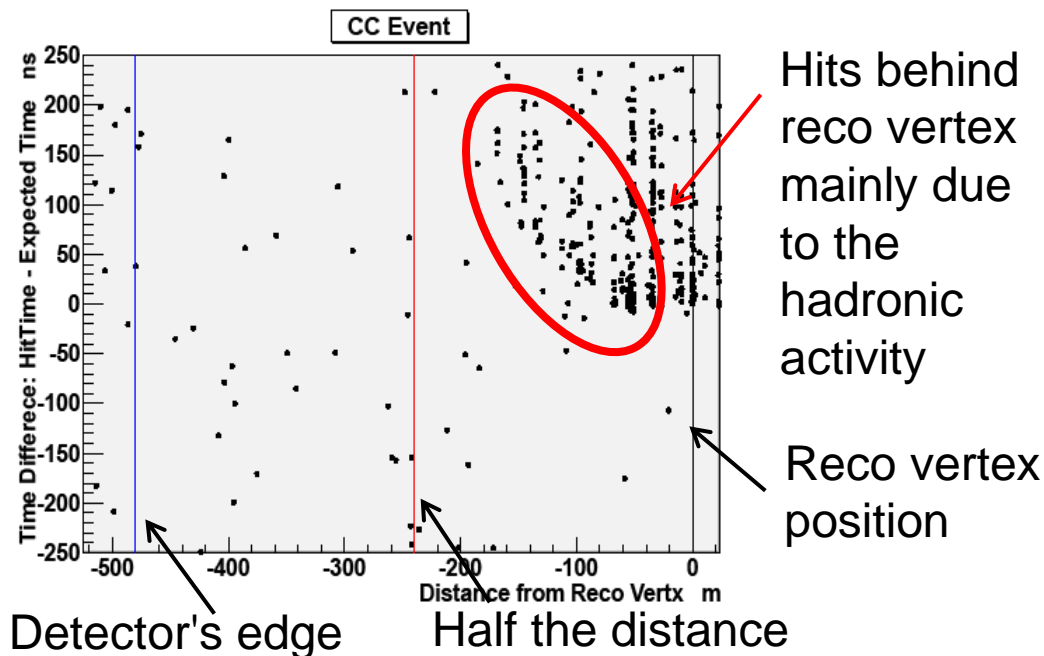 CC Event
Time Differece: HitTime - Expected Time ns
250
200
150
100
50
0
-50
-100
-150
-200
-250
-500
-400
-300
-200
-100
0
Distance from Reco Vertx m
Hits behind
reco vertex
mainly due
to the
hadronic
activity
Reco vertex
position
Detector's edge
Half the distance